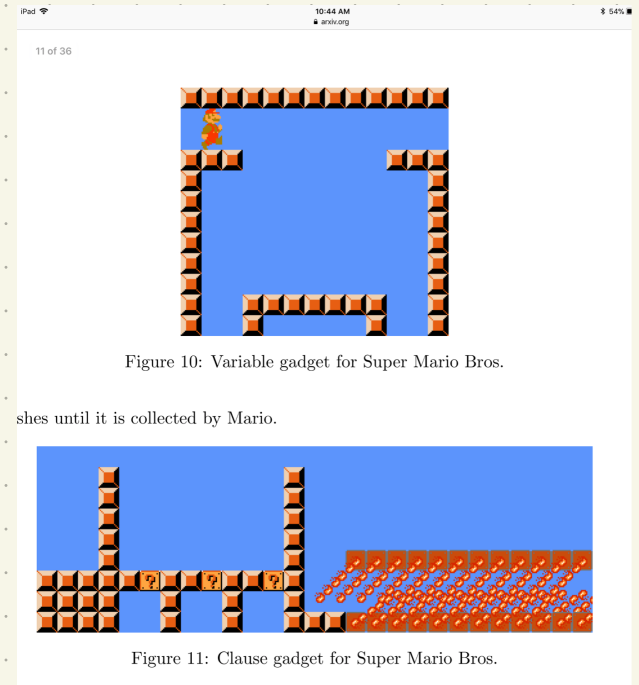 iPad
10:44 AM
54%
arxiv.org
11 of 36
? ? ?
Figure 10: Variable gadget for Super Mario Bros.
shes until it is collected by Mario.
Figure 11: Clause gadget for Super Mario Bros.